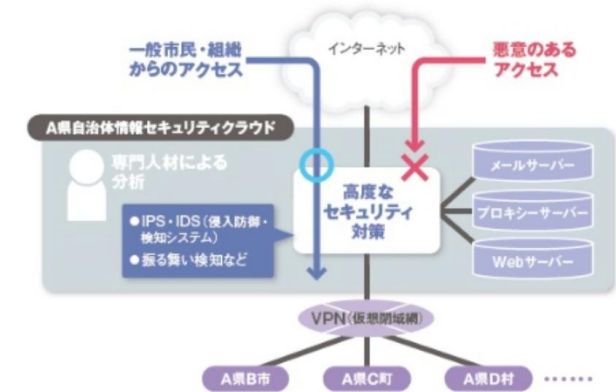 一般市民・組織
からのアクセス
インターネット
悪意のある
アクセス
A県自治体情報セキュリティクラウド
専門人材による
分析
●IPS・IDS(侵入防御・
検知システム)
●振る舞い検知など
高度な
セキュリティ
対策
メールサーバー
プロキシーサーバー
Webサーバー
VPN(仮想閉域網)
A県B市
A県C町
A県D村
……